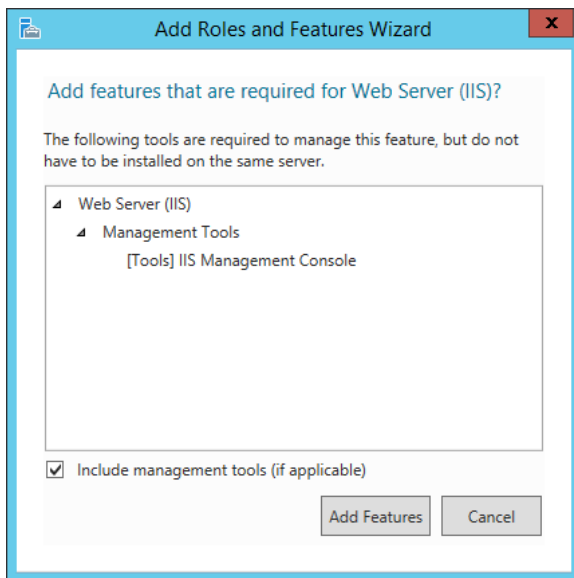 Add Roles and Features Wizard
x
Add features that are required for Web Server (IIS)?
The following tools are required to manage this feature, but do not
have to be installed on the same server.
Web Server (IIS)
Management Tools
[Tools] IIS Management Console
Include management tools (if applicable)
Add Features
Cancel